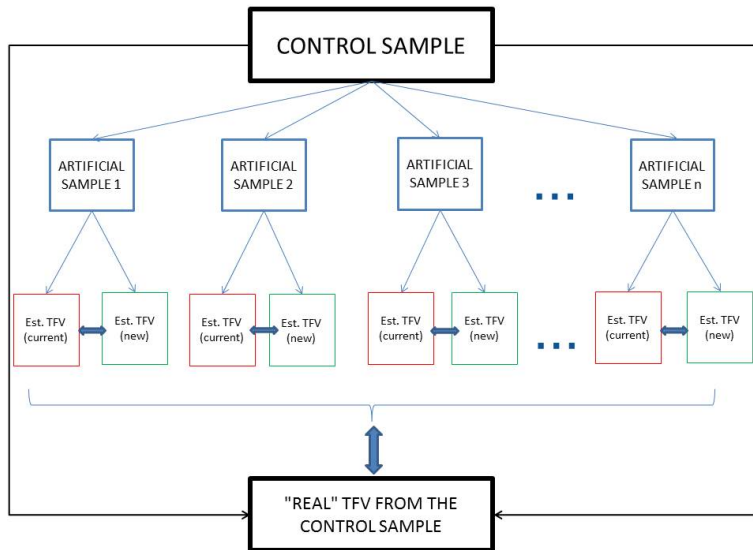 CONTROL SAMPLE
ARTIFICIAL
SAMPLE 1
ARTIFICIAL
SAMPLE 2
ARTIFICIAL
SAMPLE 3
...
ARTIFICIAL
SAMPLE n
Est. TFV
(current)
Est. TFV
(new)
Est. TFV
(current)
Est. TFV
(new)
Est. TFV
(current)
Est. TFV
(new)
...
Est. TFV
(current)
Est. TFV
(new)
"REAL" TFV FROM THE
CONTROL SAMPLE